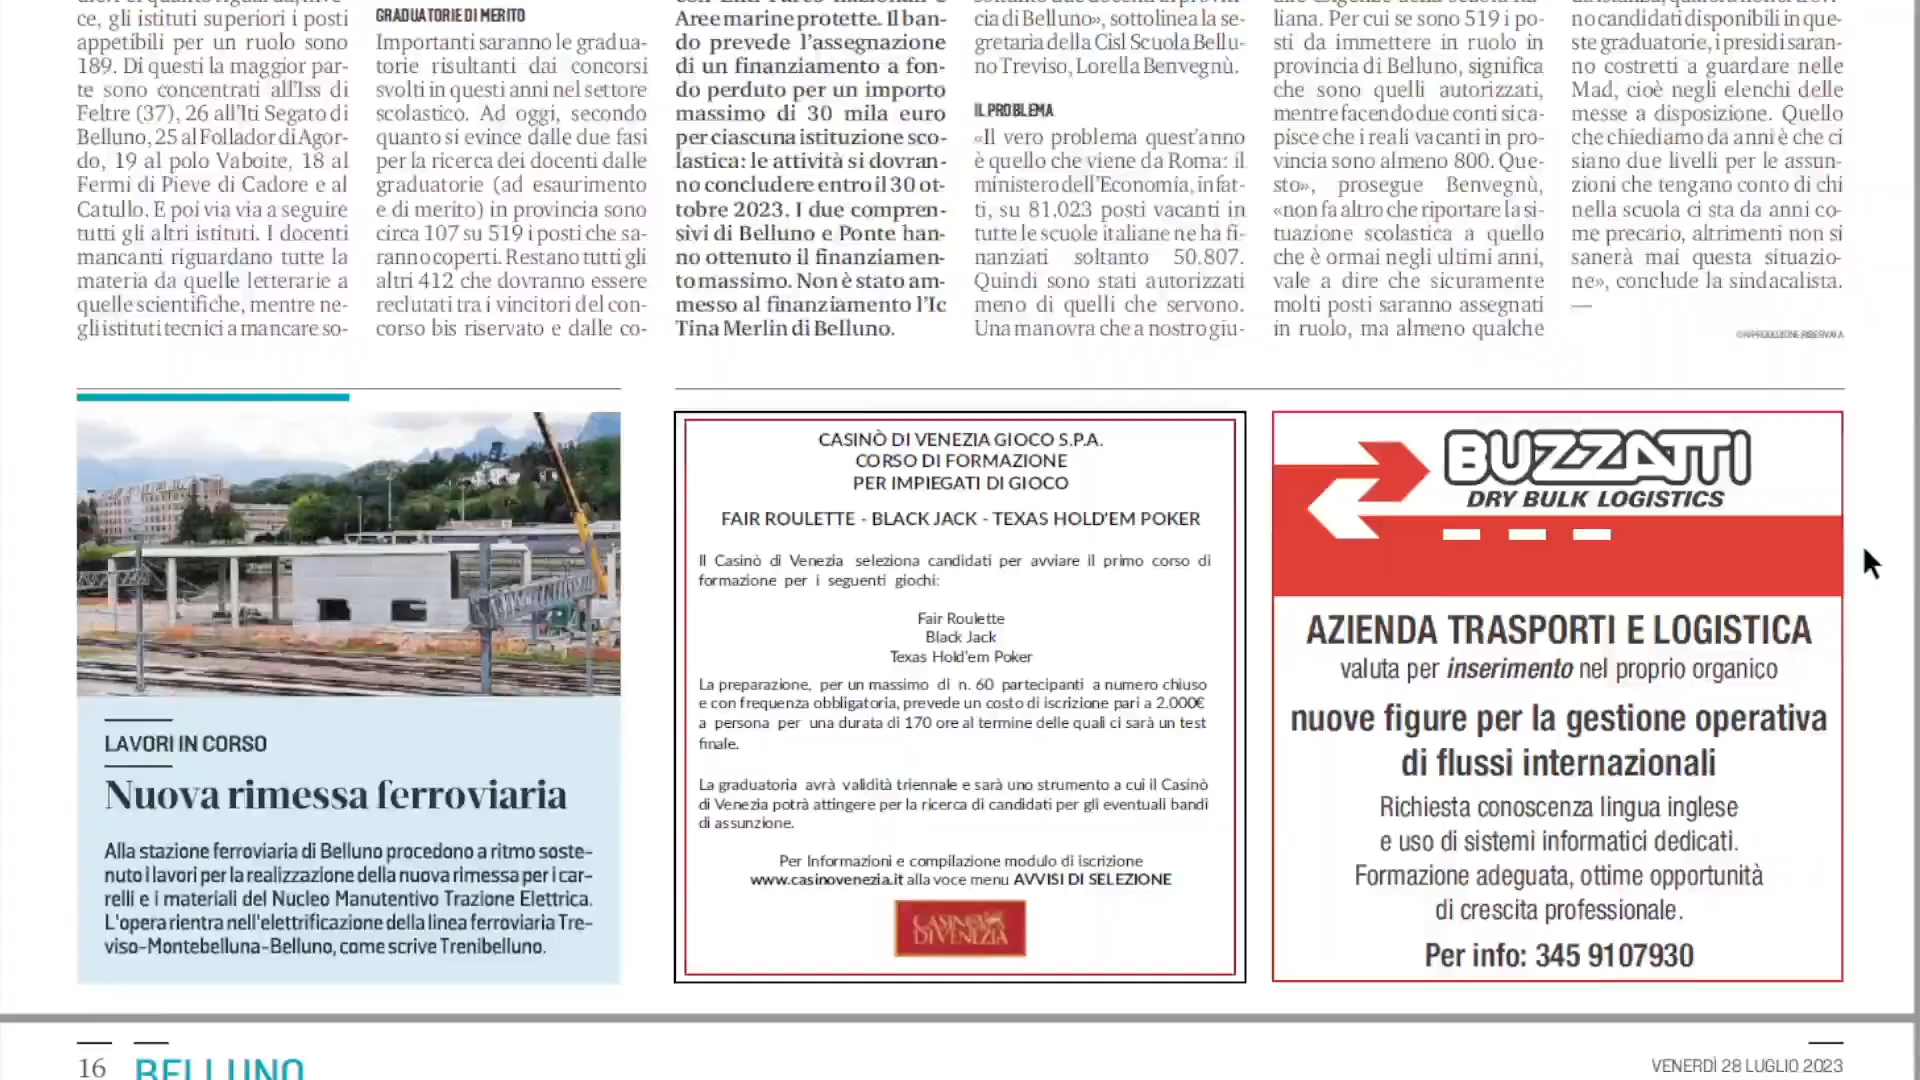 ce, gli istituti superiori i posti
appetibili per un ruolo sono
189. Di questi la maggior par-
te sono concentrati all'Iss di
Feltre (37), 26 all'Iti Segato di
Belluno, 25 al Follador di Agor-
do, 19 al polo Vaboite, 18 al
Fermi di Pieve di Cadore e al
Catullo. E poi via via a seguire
tutti gli altri istituti. I docenti
mancanti riguardano tutte la
materia da quelle letterarie a
quelle scientifiche, mentre ne-
gli istituti tecnici a mancare so-
GRADUATORIE DI MERITO
Importanti saranno le gradua-
torie risultanti dai concorsi
svolti in questi anni nel settore
scolastico. Ad oggi, secondo
quanto si evince dalle due fasi
per la ricerca dei docenti dalle
graduatorie (ad esaurimento
e di merito) in provincia sono
circa 107 su 519 i posti che sa-
ranno coperti. Restano tutti gli
altri 412 che dovranno essere
reclutati tra i vincitori del con-
corso bis riservato e dalle co-
Aree marine protette. Il ban-
do prevede l'assegnazione
di un finanziamento a fon-
do perduto per un importo
massimo di 30 mila euro
per ciascuna istituzione sco-
lastica: le attività si dovran-
no concludere entro il 30 ot-
tobre 2023. I due compren-
sivi di Belluno e Ponte han-
no ottenuto il finanziamen-
to massimo. Non è stato am-
messo al finanziamento l'Ic
Tina Merlin di Belluno.
cia di Belluno», sottolinea la se-
gretaria della Cisl Scuola Bellu-
no Treviso, Lorella Benvegnù.
IL PROBLEMA
«Il vero problema quest'anno
è quello che viene da Roma: il
ministero dell'Economia, infat-
ti, su 81.023 posti vacanti in
tutte le scuole italiane ne ha fi-
nanziati soltanto 50.807.
Quindi sono stati autorizzati
meno di quelli che servono.
Una manovra che a nostro giu-
liana. Per cui se sono 519 i po-
sti da immettere in ruolo in
provincia di Belluno, significa
che sono quelli autorizzati,
mentre facendo due conti si ca-
pisce che i reali vacanti in pro-
vincia sono almeno 800. Que-
sto», prosegue Benvegnù,
«non fa altro che riportare la si-
tuazione scolastica a quello
che è ormai negli ultimi anni,
vale a dire che sicuramente
molti posti saranno assegnati
in ruolo, ma almeno qualche
no candidati disponibili in que-
ste graduatorie, i presidi saran-
no costretti a guardare nelle
Mad, cioè negli elenchi delle
messe a disposizione. Quello
che chiediamo da anni è che ci
siano due livelli per le assun-
zioni che tengano conto di chi
nella scuola ci sta da anni co-
me precario, altrimenti non si
sanerà mai questa situazio-
ne», conclude la sindacalista.
—
©RIPRODUZIONE RISERVATA
LAVORI IN CORSO
Nuova rimessa ferroviaria
Alla stazione ferroviaria di Belluno procedono a ritmo soste-
nuto i lavori per la realizzazione della nuova rimessa per i car-
relli e i materiali del Nucleo Manutentivo Trazione Elettrica.
L'opera rientra nell'elettrificazione della linea ferroviaria Tre-
viso-Montebelluna-Belluno, come scrive Trenibelluno.
CASINÒ DI VENEZIA GIOCO S.P.A.
CORSO DI FORMAZIONE
PER IMPIEGATI DI GIOCO
FAIR ROULETTE - BLACK JACK - TEXAS HOLD'EM POKER
Il Casinò di Venezia seleziona candidati per avviare il primo corso di
formazione per i seguenti giochi:
Fair Roulette
Black Jack
Texas Hold'em Poker
La preparazione, per un massimo di n. 60 partecipanti a numero chiuso
e con frequenza obbligatoria, prevede un costo di iscrizione pari a 2.000€
a persona per una durata di 170 ore al termine delle quali ci sarà un test
finale.
La graduatoria avrà validità triennale e sarà uno strumento a cui il Casinò
di Venezia potrà attingere per la ricerca di candidati per gli eventuali bandi
di assunzione.
Per Informazioni e compilazione modulo di iscrizione
www.casinovenezia.it alla voce menu AVVISI DI SELEZIONE
CASINÒ
DI VENEZIA
BUZZATTI
DRY BULK LOGISTICS
AZIENDA TRASPORTI E LOGISTICA
valuta per inserimento nel proprio organico
nuove figure per la gestione operativa
di flussi internazionali
Richiesta conoscenza lingua inglese
e uso di sistemi informatici dedicati.
Formazione adeguata, ottime opportunità
di crescita professionale.
Per info: 345 9107930
16 BELLUNO
VENERDÌ 28 LUGLIO 2023